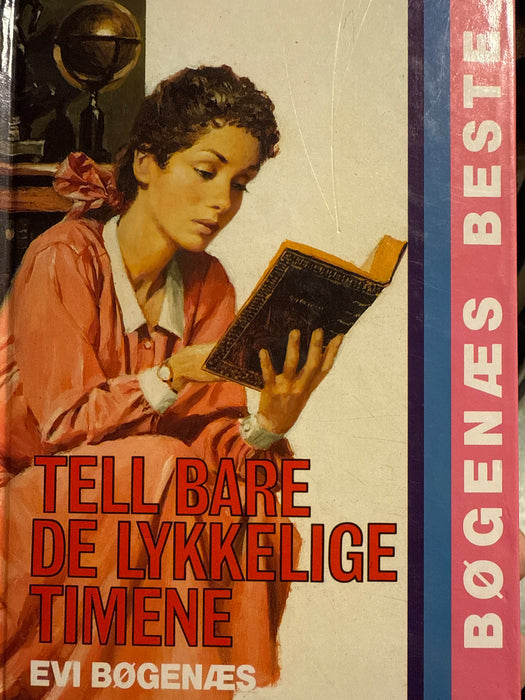 TELL BARE
DE LYKKELIGE
TIMENE
EVI BØGENÆS
BØGENÆS BESTE